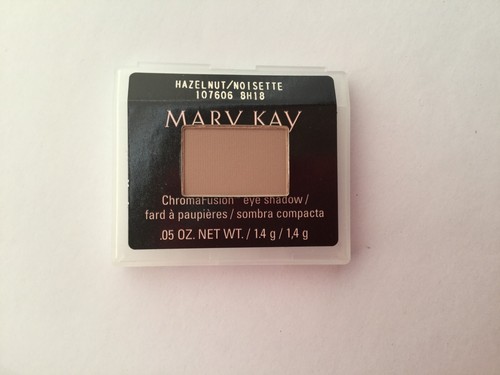 HAZELNUT/NOISETTE
107606 8H18
MARY KAY
ChromaFusion™ eye shadow /
fard à paupières / sombra compacta
.05 OZ. NET WT. / 1.4 g / 1,4 g